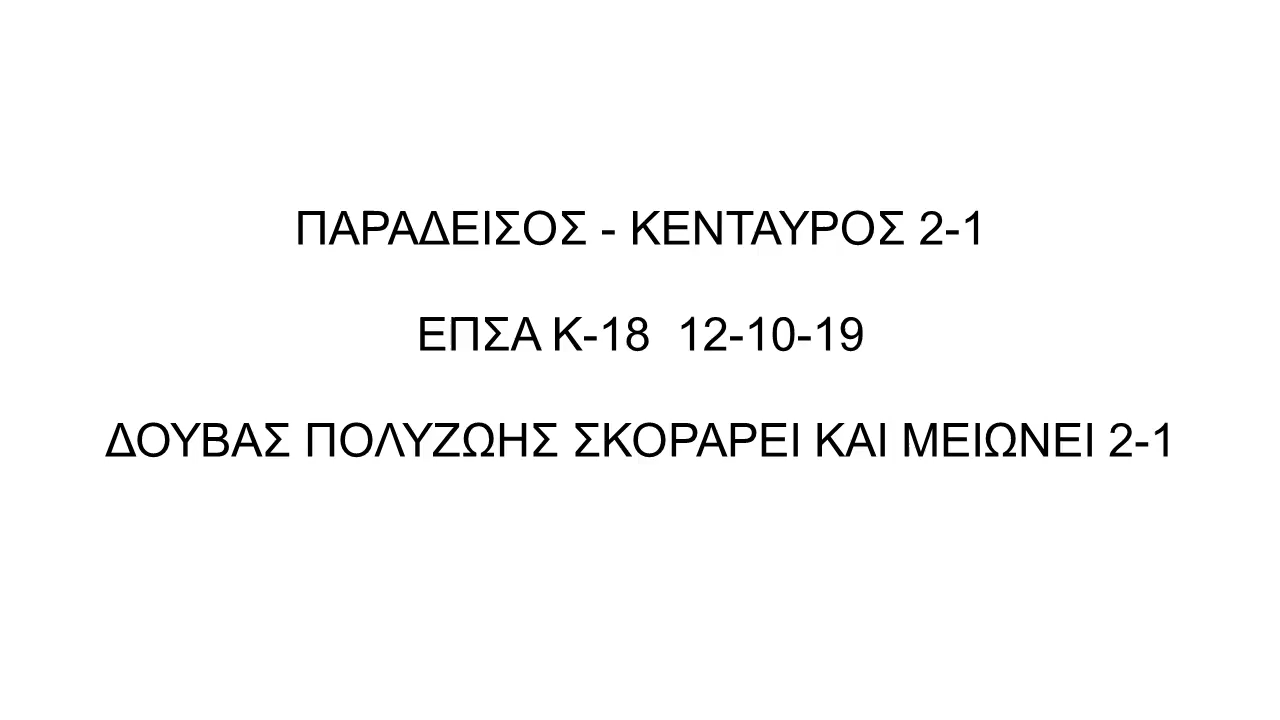 ΠΑΡΑΔΕΙΣΟΣ - ΚΕΝΤΑΥΡΟΣ 2-1
ΕΠΣΑ Κ-18  12-10-19
ΔΟΥΒΑΣ ΠΟΛΥΖΩΗΣ ΣΚΟΡΑΡΕΙ ΚΑΙ ΜΕΙΩΝΕΙ 2-1